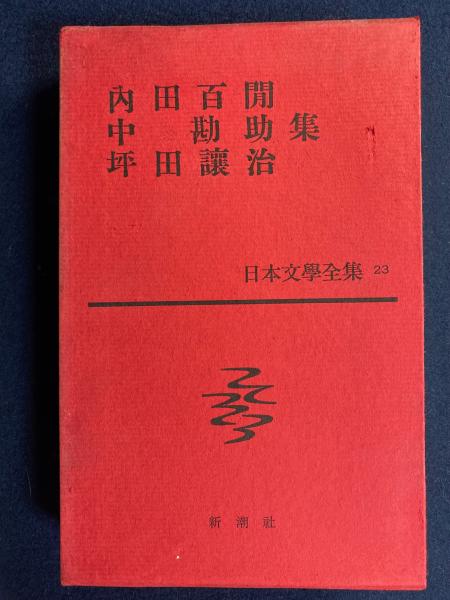 內田百閒
中勘助集
坪田讓治
日本文學全集 23
新潮社